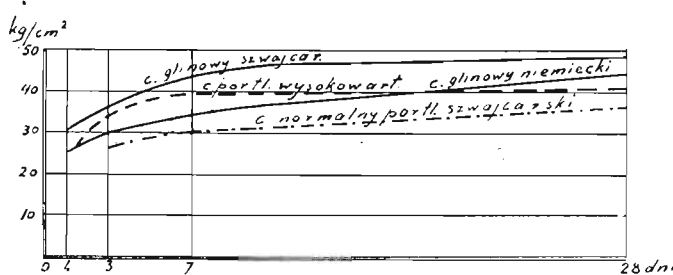 kg/cm²
50
c. glinowy szwajcar.
c. portl. wysokowart.
c. glinowy niemiecki
40
c. normalny portl. szwajcarski
30
20
10
0 1 3 7 28 dni